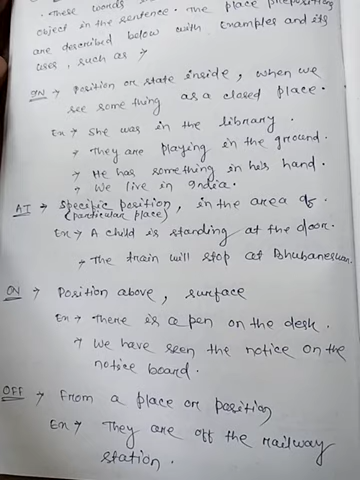 . These words
object in the sentence. The place prepositions
are described below with examples and its
uses, such as →
IN → Position or state inside, when we
see something as a closed place.
Ex → She was in the library.
→ They are playing in the ground.
→ He has something in his hand.
→ We live in India.
AT → Specific position, in the area of.
(particular place)
Ex → A child is standing at the door.
→ The train will stop at Bhubaneswar.
ON → Position above, surface
Ex → There is a pen on the desk.
→ We have seen the notice on the
notice board.
OFF → From a place or position
Ex → They are off the railway
station.